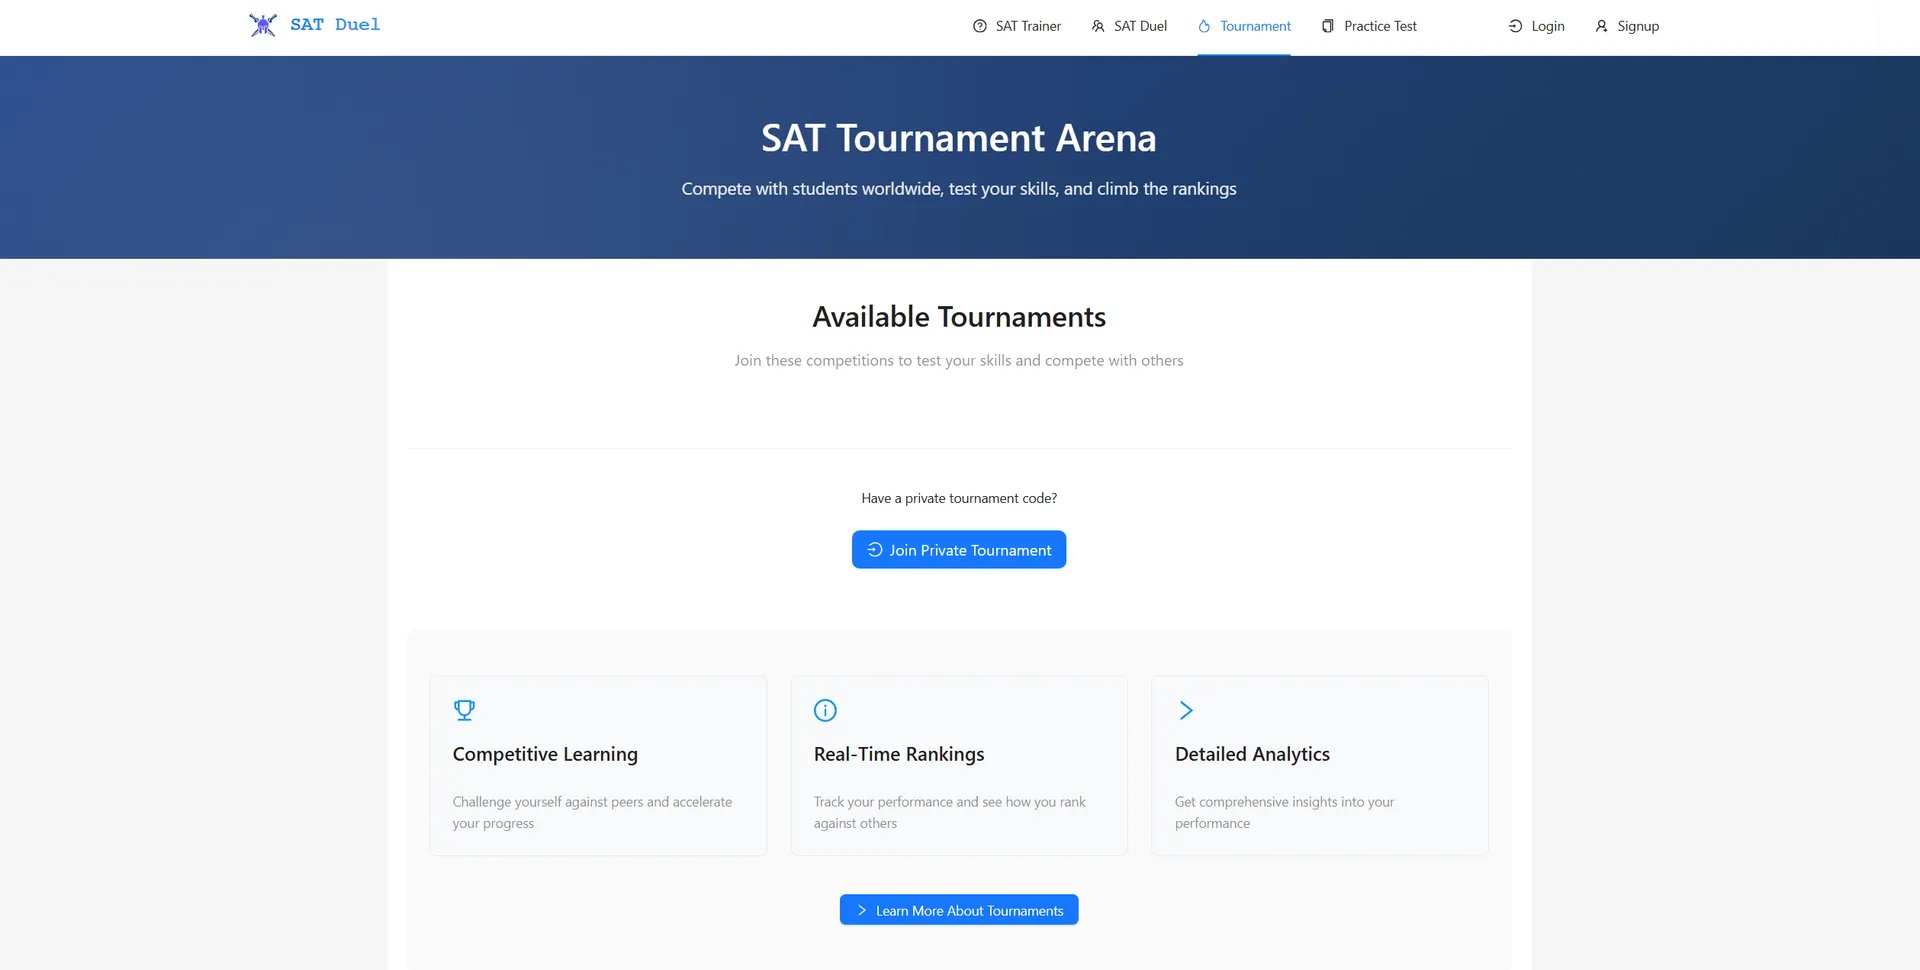 SAT Duel
SAT Trainer
SAT Duel
Tournament
Practice Test
Login
Signup
SAT Tournament Arena
Compete with students worldwide, test your skills, and climb the rankings
Available Tournaments
Join these competitions to test your skills and compete with others
Have a private tournament code?
Join Private Tournament
Competitive Learning
Challenge yourself against peers and accelerate
your progress
Real-Time Rankings
Track your performance and see how you rank
against others
Detailed Analytics
Get comprehensive insights into your
performance
Learn More About Tournaments